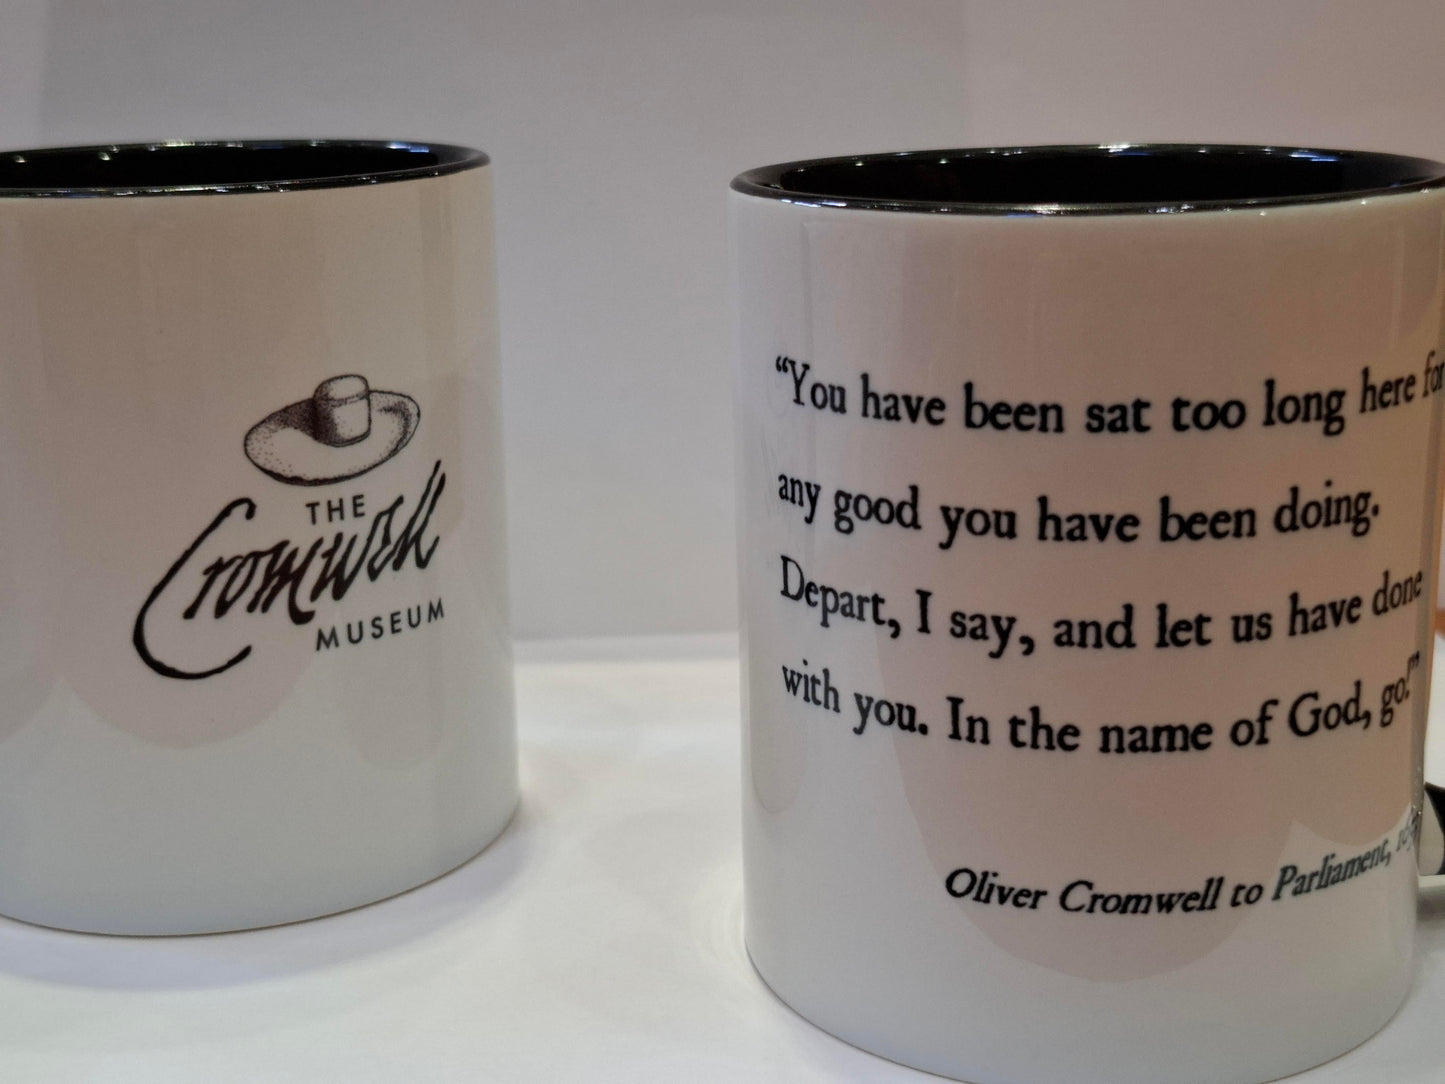 THE
Cromwell
MUSEUM
“You have been sat too long here for
any good you have been doing.
Depart, I say, and let us have done
with you. In the name of God, go!”
Oliver Cromwell to Parliament,